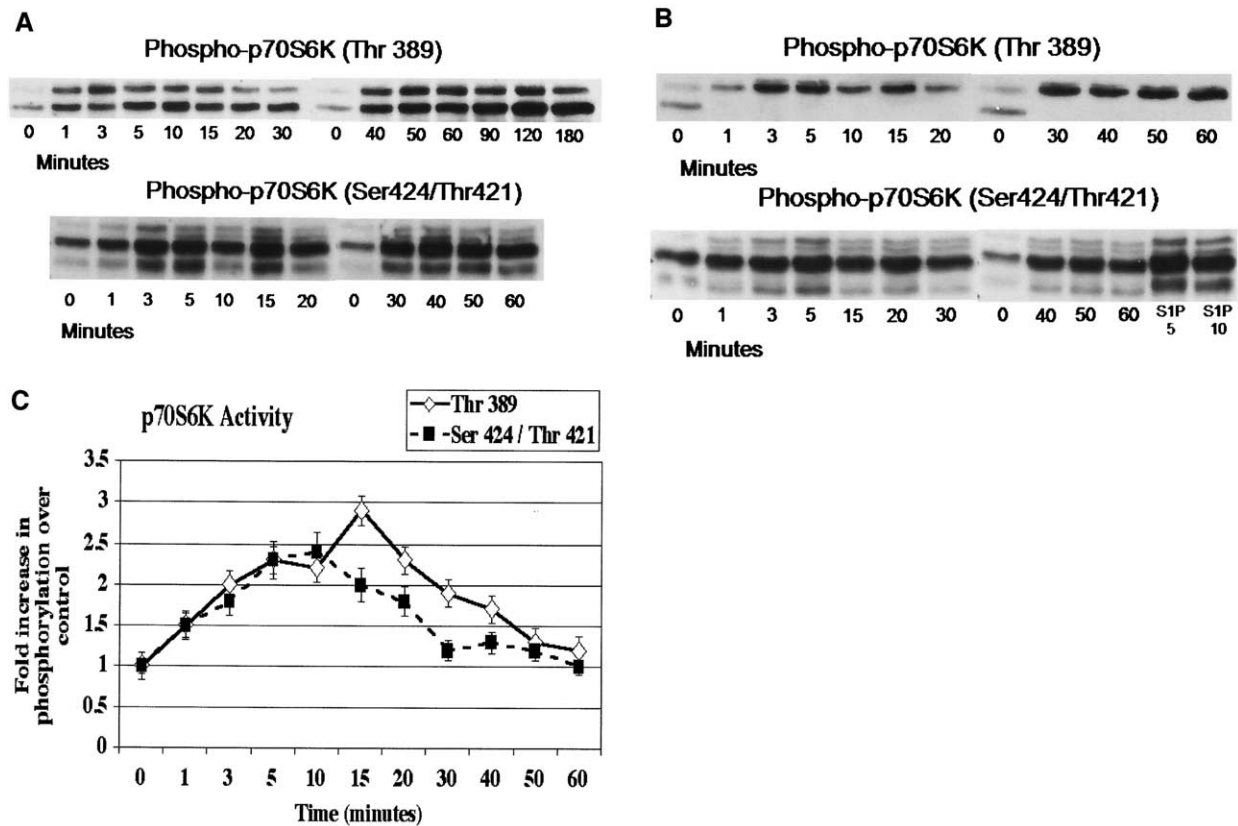 A
Phospho-p70S6K (Thr 389)
0 1 3 5 10 15 20 30 0 40 50 60 90 120 180
Minutes
Phospho-p70S6K (Ser424/Thr421)
0 1 3 5 10 15 20 0 30 40 50 60
Minutes
B
Phospho-p70S6K (Thr 389)
0 1 3 5 10 15 20 0 30 40 50 60
Minutes
Phospho-p70S6K (Ser424/Thr421)
0 1 3 5 15 20 30 0 40 50 60 S1P S1P
5 10
Minutes
C
p70S6K Activity
Thr 389
Ser 424 / Thr 421
Fold increase in
phosphorylation over
control
3.5
3
2.5
2
1.5
1
0.5
0
0 1 3 5 10 15 20 30 40 50 60
Time (minutes)